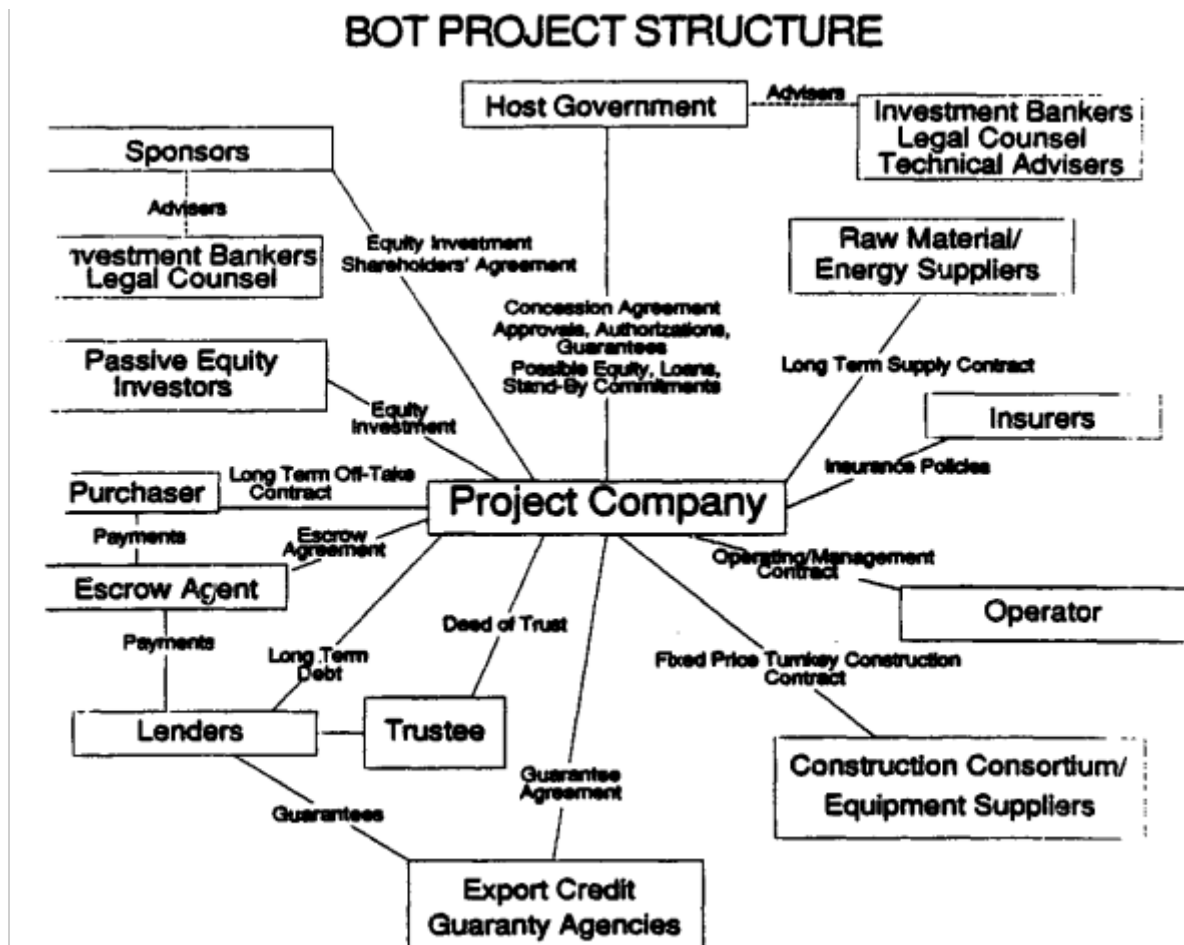 BOT PROJECT STRUCTURE
Host Government
Advisers
Investment Bankers
Legal Counsel
Technical Advisers
Sponsors
Advisers
nvestment Bankers
Legal Counsel
Equity Investment
Shareholders' Agreement
Raw Material/
Energy Suppliers
Concession Agreement
Approvals, Authorizations,
Guarantees
Possible Equity, Loans,
Stand-By Commitments
Passive Equity
Investors
Long Term Supply Contract
Equity
Investment
Insurers
Insurance Policies
Purchaser
Long Term Off-Take
Contract
Project Company
Payments
Escrow
Agreement
Operating/Management
Contract
Escrow Agent
Operator
Payments
Deed of Trust
Long Term
Debt
Fixed Price Turnkey Construction
Contract
Lenders
Trustee
Guarantee
Agreement
Construction Consortium/
Equipment Suppliers
Guarantees
Export Credit
Guaranty Agencies